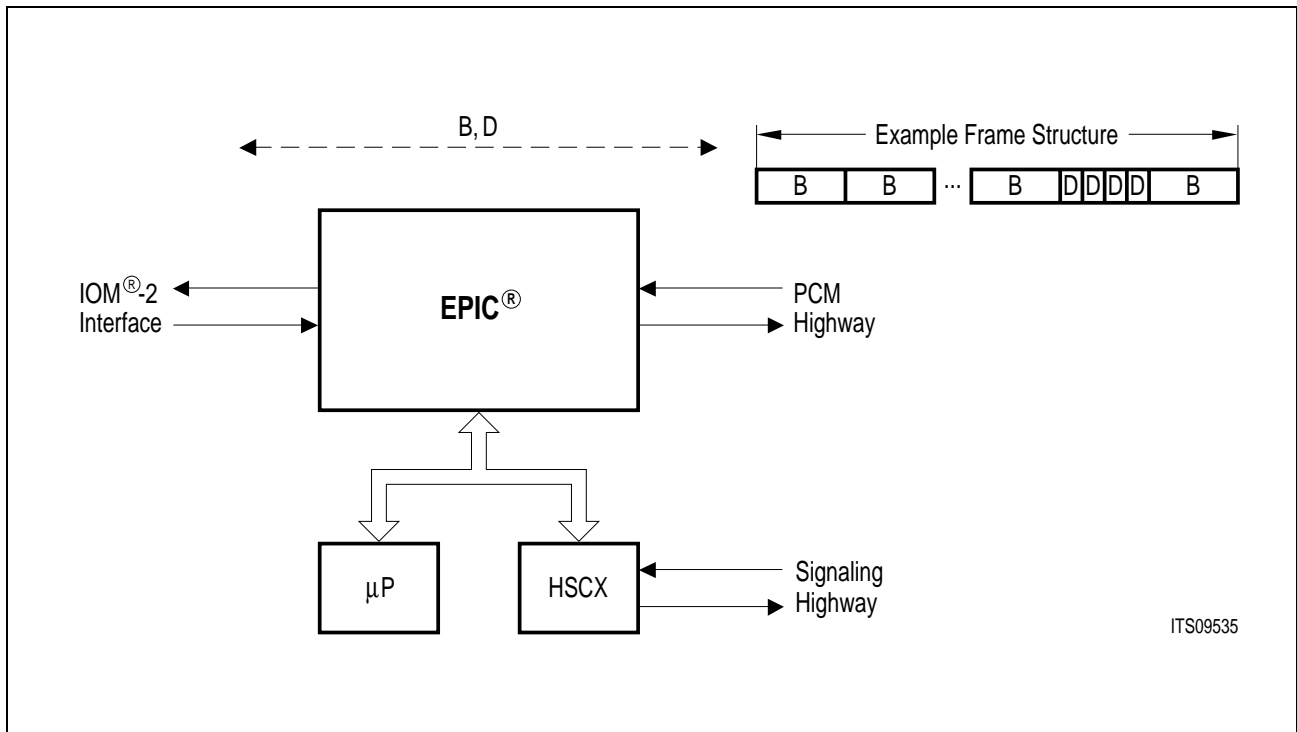 B, D
Example Frame Structure
B B ... B D D D D B
IOM®-2
Interface
EPIC®
PCM
Highway
µP
HSCX
Signaling
Highway
ITS09535